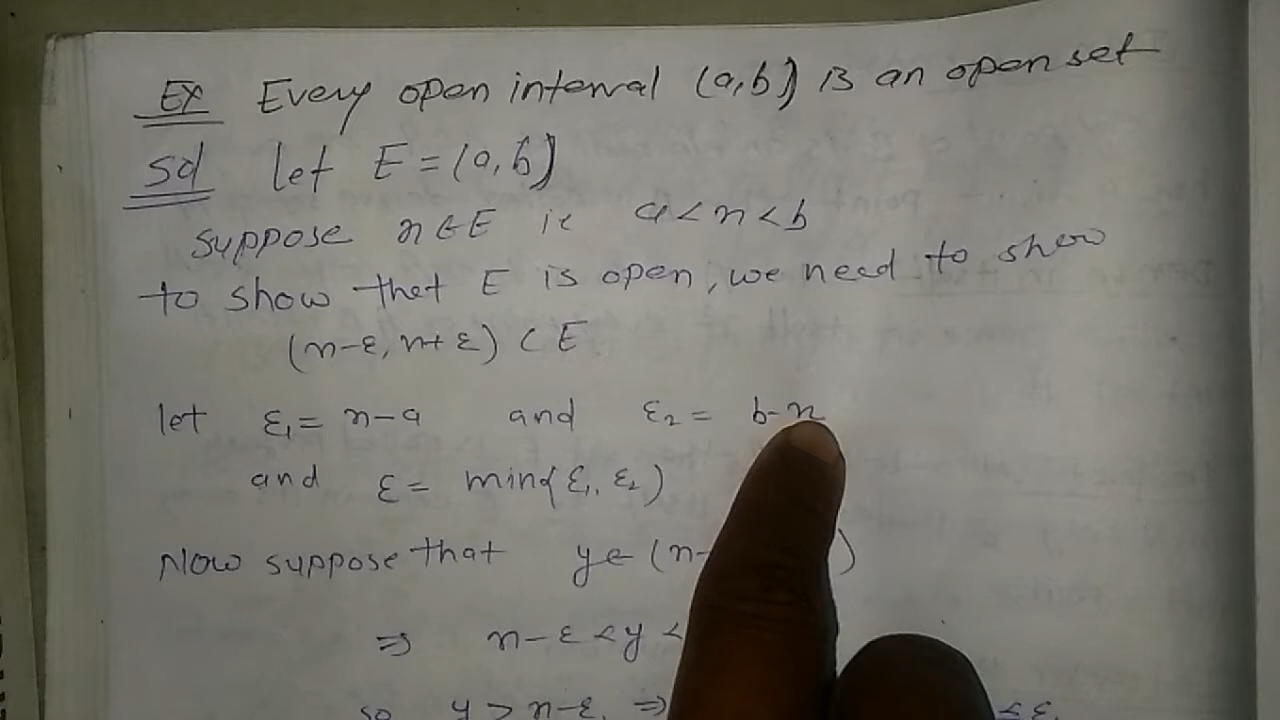 Ex Every open interval (a,b) is an open set
Sol let E = (a,b)
suppose x ∈ E ie a < x < b
to show that E is open, we need to show
(x-ε, x+ε) ⊂ E
let ε₁ = x-a and ε₂ = b-x
and ε = min{ε₁, ε₂)
Now suppose that y ∈ (x- )
⇒ x-ε < y <
so y > x-ε, ⇒ ≤ ε₁